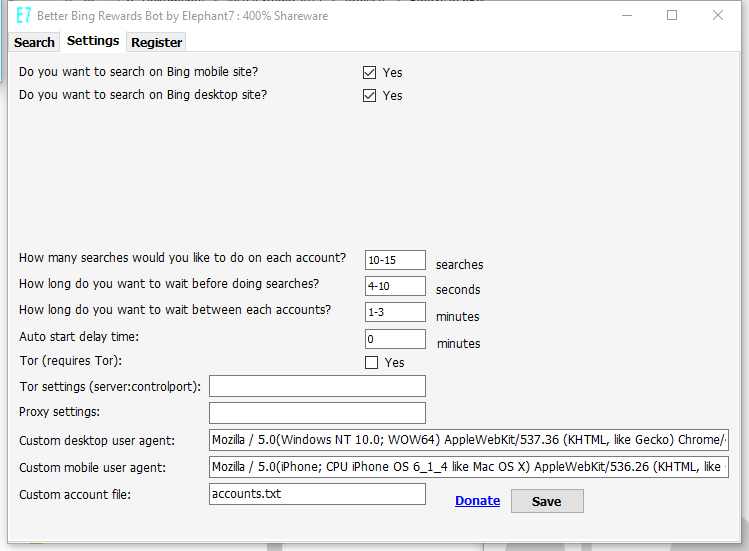 E7 Better Bing Rewards Bot by Elephant7 : 400% Shareware
Search Settings Register
Do you want to search on Bing mobile site? Yes
Do you want to search on Bing desktop site? Yes
How many searches would you like to do on each account? 10-15 searches
How long do you want to wait before doing searches? 4-10 seconds
How long do you want to wait between each accounts? 1-3 minutes
Auto start delay time: 0 minutes
Tor (requires Tor): Yes
Tor settings (server:controlport):
Proxy settings:
Custom desktop user agent: Mozilla / 5.0(Windows NT 10.0; WOW64) AppleWebKit/537.36 (KHTML, like Gecko) Chrome/
Custom mobile user agent: Mozilla / 5.0(iPhone; CPU iPhone OS 6_1_4 like Mac OS X) AppleWebKit/536.26 (KHTML, like
Custom account file: accounts.txt
Donate Save